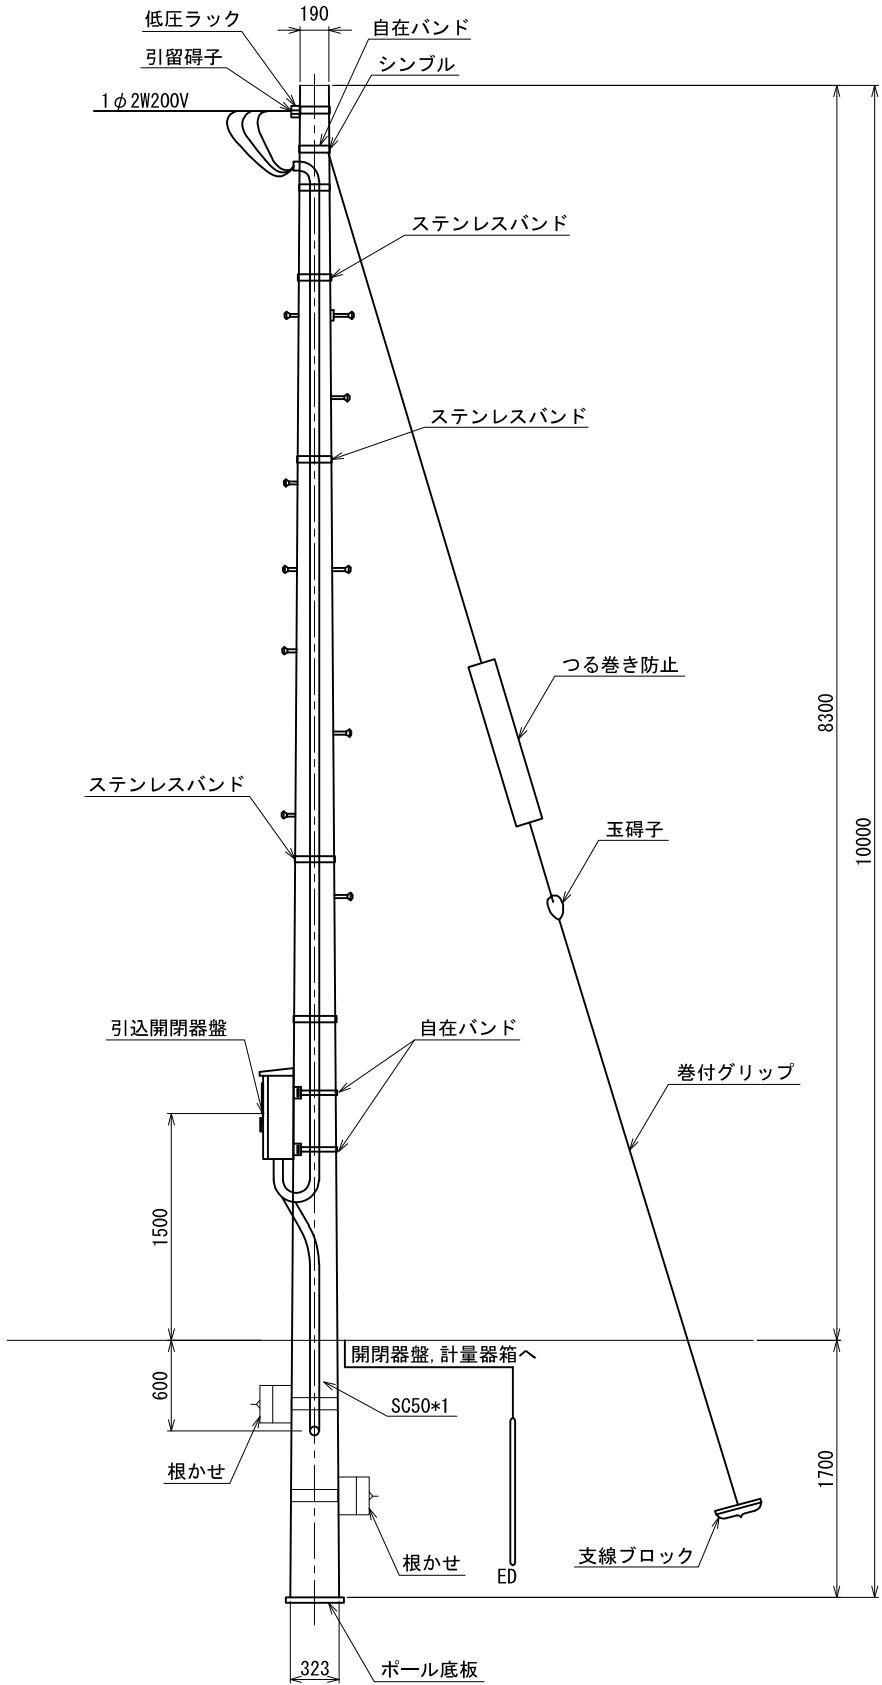 190
低圧ラック
自在バンド
引留碍子
シンブル
1φ2W200V
ステンレスバンド
ステンレスバンド
つる巻き防止
8300
ステンレスバンド
10000
玉碍子
引込開閉器盤
自在バンド
巻付グリップ
1500
開閉器盤,計量器箱へ
600
SC50*1
根かせ
1700
根かせ
支線ブロック
ED
323
ポール底板